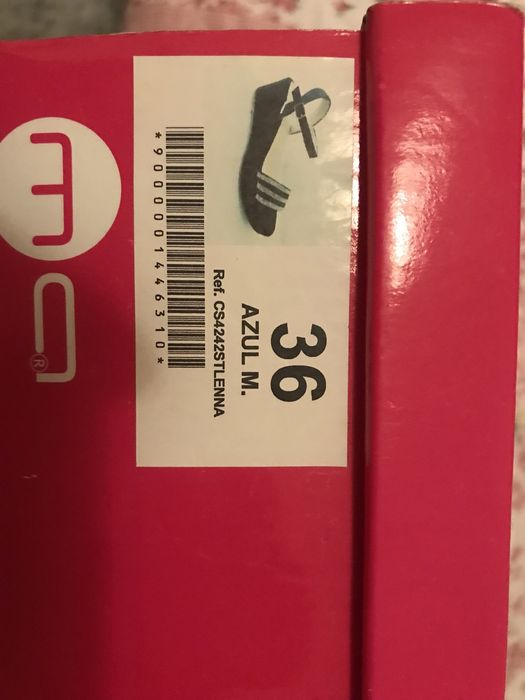 36
AZUL M.
Ref. CS4242STLENNA
*9000001446310*
m
®